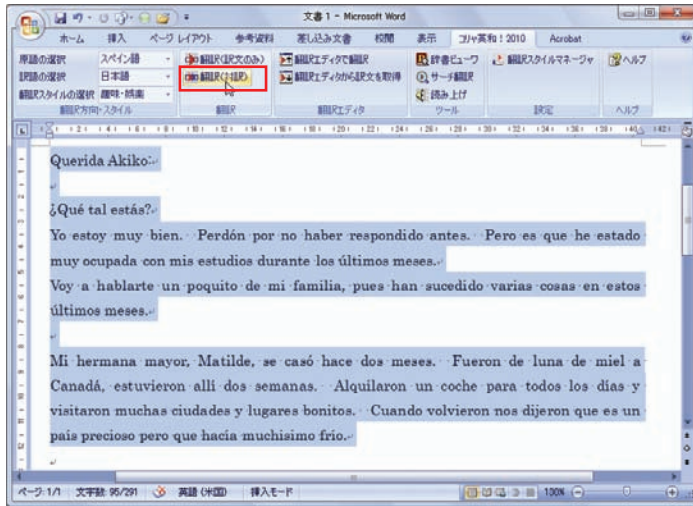 文書 1 - Microsoft Word
ホーム 挿入 ページ レイアウト 参考資料 差し込み文書 校閲 表示 コリャ英和！2010 Acrobat
原語の選択 スペイン語 翻訳(訳文のみ) 翻訳エディタで翻訳 辞書ビューワ 翻訳スタイルマネージャ ヘルプ
訳語の選択 日本語 翻訳(対訳) 翻訳エディタから訳文を取得 サーチ翻訳
翻訳スタイルの選択 趣味・娯楽 読み上げ
翻訳方向・スタイル 翻訳 翻訳エディタ ツール 設定 ヘルプ
Querida Akiko:
¿Qué tal estás?
Yo estoy muy bien. Perdón por no haber respondido antes. Pero es que he estado
muy ocupada con mis estudios durante los últimos meses.
Voy a hablarte un poquito de mi familia, pues han sucedido varias cosas en estos
últimos meses.
Mi hermana mayor, Matilde, se casó hace dos meses. Fueron de luna de miel a
Canadá, estuvieron allí dos semanas. Alquilaron un coche para todos los días y
visitaron muchas ciudades y lugares bonitos. Cuando volvieron nos dijeron que es un
país precioso pero que hacía muchísimo frío.
ページ: 1/1 文字数: 95/291 英語 (米国) 挿入モード 100%